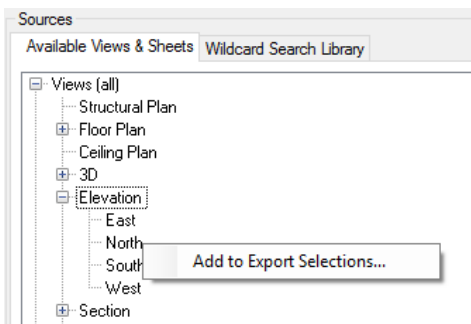 Sources
Available Views & Sheets Wildcard Search Library
Views (all)
Structural Plan
Floor Plan
Ceiling Plan
3D
Elevation
East
North
South Add to Export Selections...
West
Section